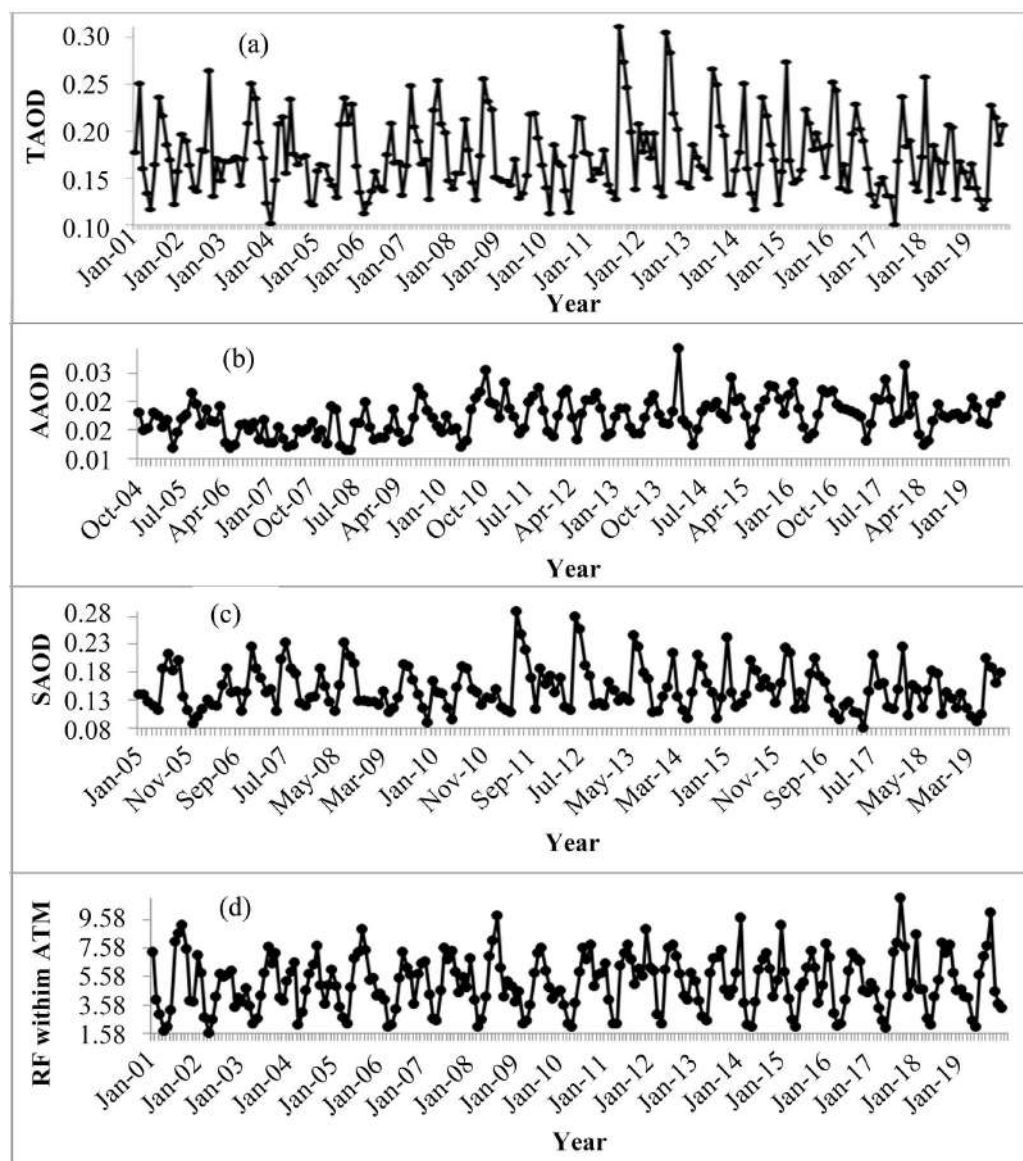 (a)
TAOD
0.30
0.25
0.20
0.15
0.10
Jan-01
Jan-02
Jan-03
Jan-04
Jan-05
Jan-06
Jan-07
Jan-08
Jan-09
Jan-10
Jan-11
Jan-12
Jan-13
Jan-14
Jan-15
Jan-16
Jan-17
Jan-18
Jan-19
Year
(b)
AAOD
0.03
0.02
0.02
0.01
Oct-04
Jul-05
Apr-06
Jan-07
Oct-07
Jul-08
Apr-09
Jan-10
Oct-10
Jul-11
Apr-12
Jan-13
Oct-13
Jul-14
Apr-15
Jan-16
Oct-16
Jul-17
Apr-18
Jan-19
Year
(c)
SAOD
0.28
0.23
0.18
0.13
0.08
Jan-05
Nov-05
Sep-06
Jul-07
May-08
Mar-09
Jan-10
Nov-10
Sep-11
Jul-12
May-13
Mar-14
Jan-15
Nov-15
Sep-16
Jul-17
May-18
Mar-19
Year
(d)
RF within ATM
9.58
7.58
5.58
3.58
1.58
Jan-01
Jan-02
Jan-03
Jan-04
Jan-05
Jan-06
Jan-07
Jan-08
Jan-09
Jan-10
Jan-11
Jan-12
Jan-13
Jan-14
Jan-15
Jan-16
Jan-17
Jan-18
Jan-19
Year